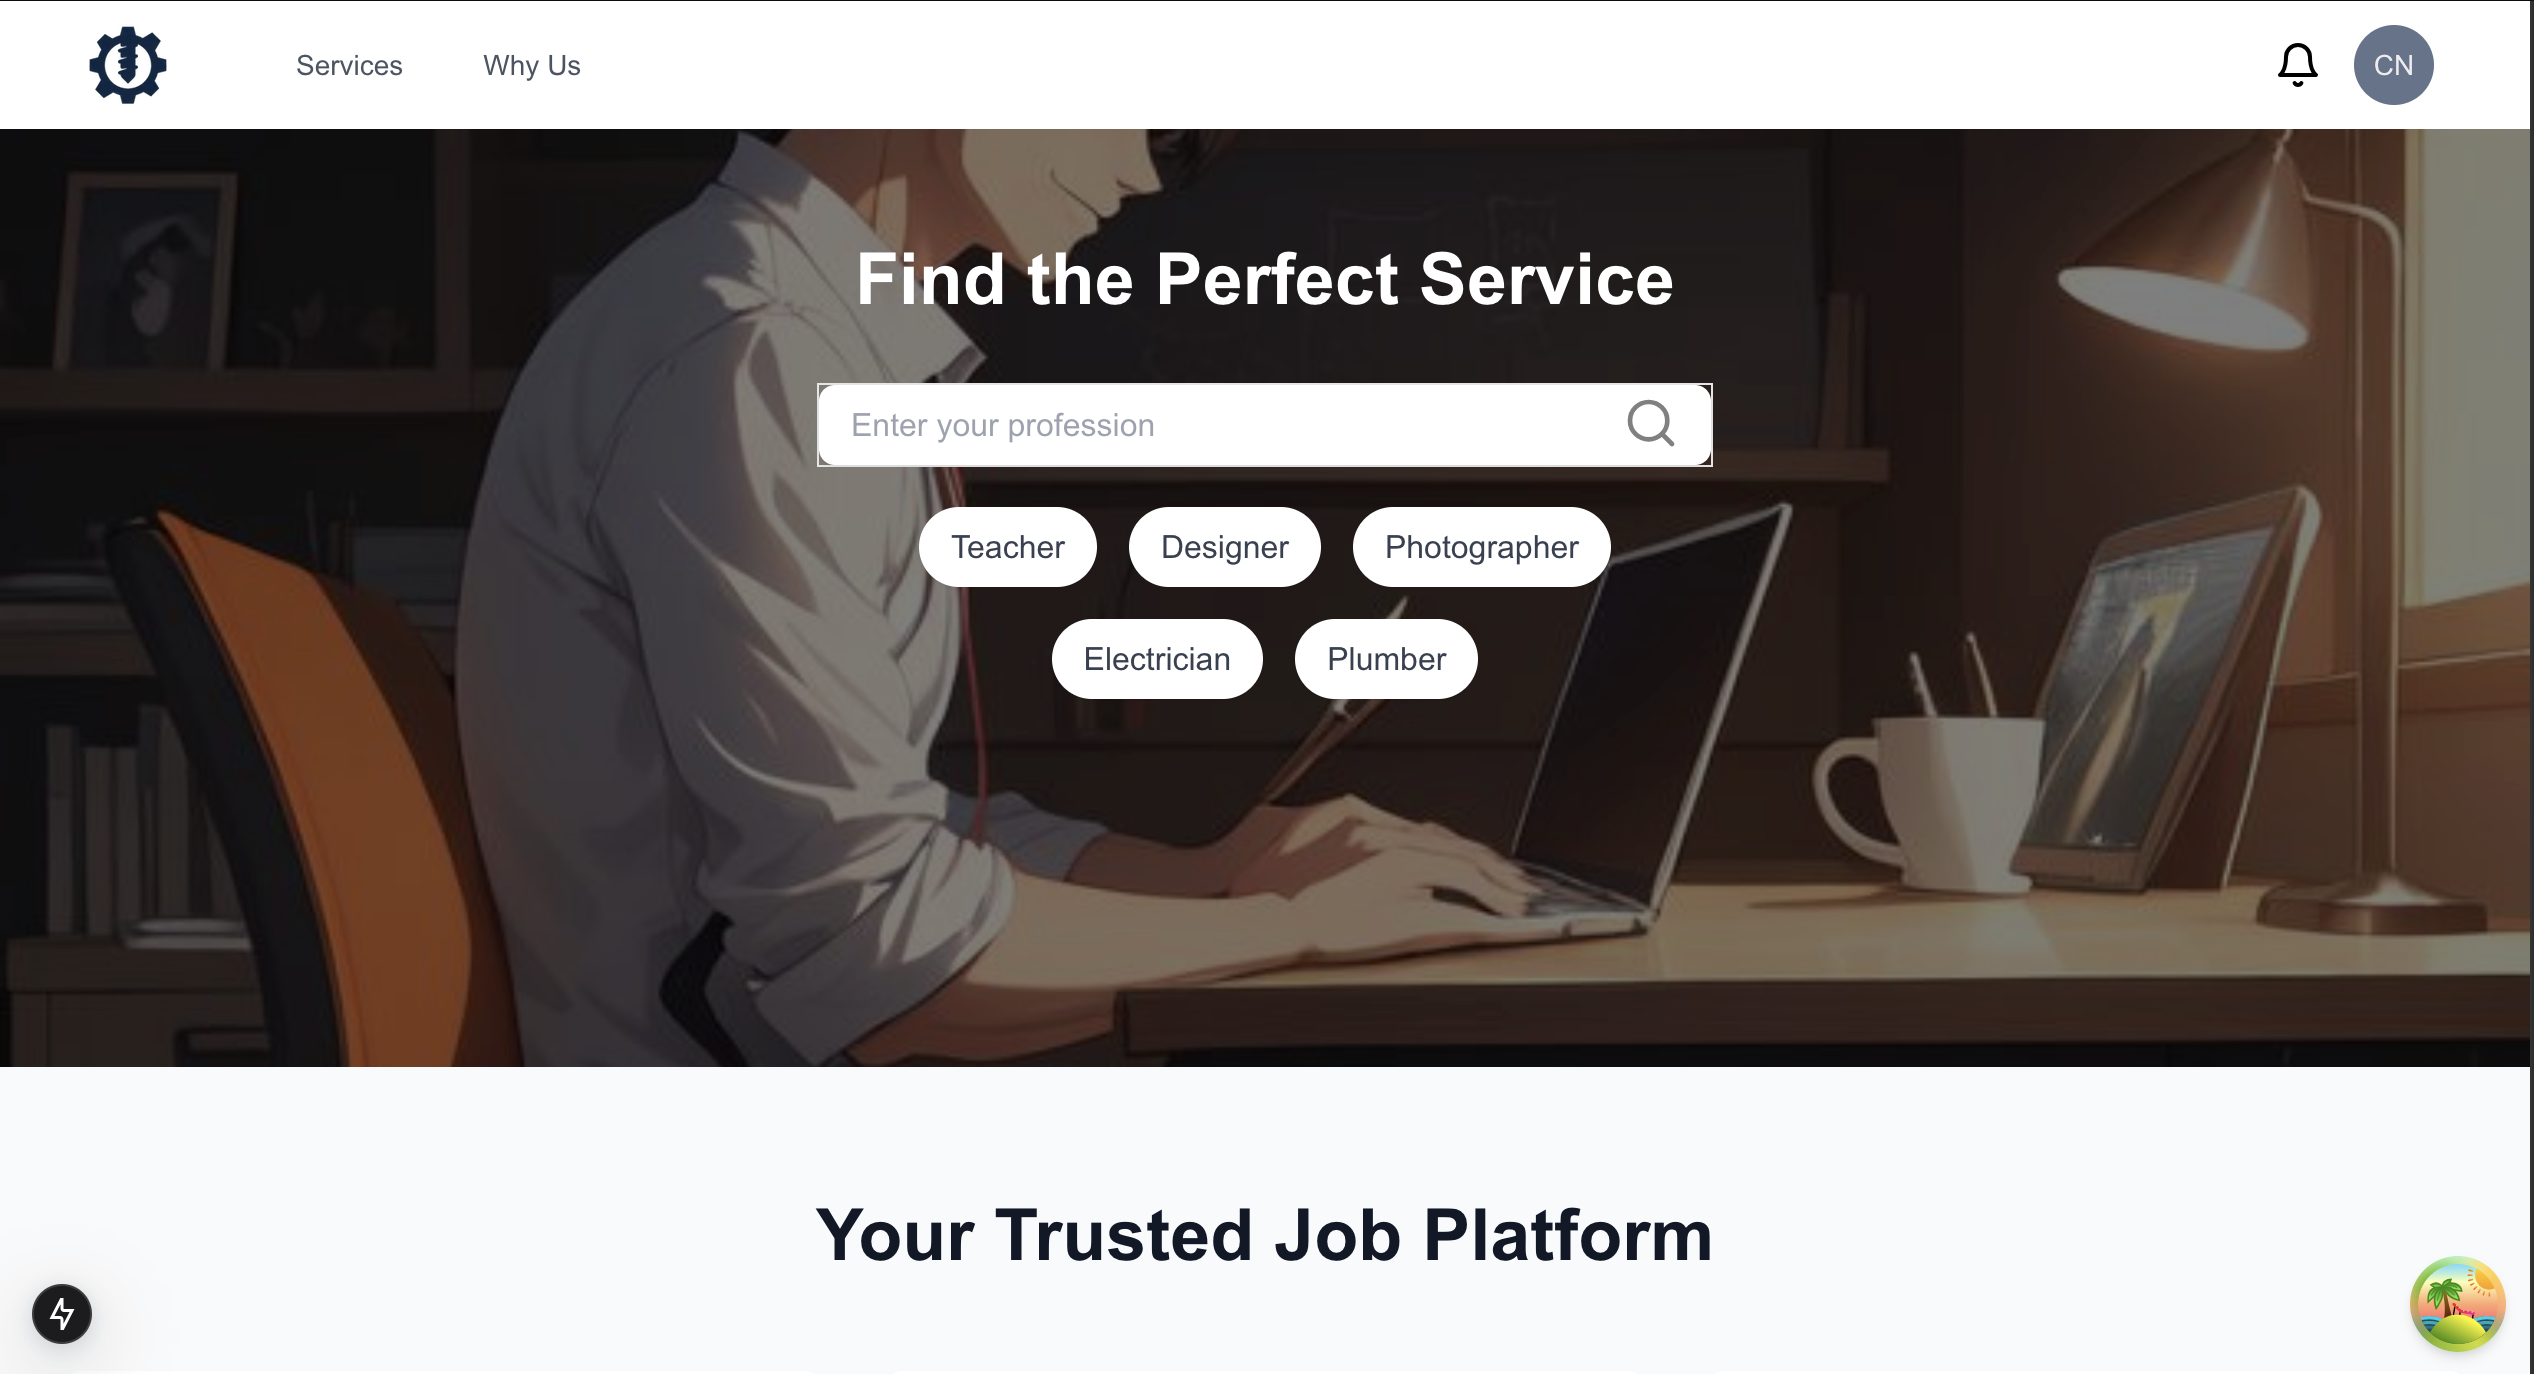 Services Why Us CN
Find the Perfect Service
Enter your profession
Teacher Designer Photographer
Electrician Plumber
Your Trusted Job Platform